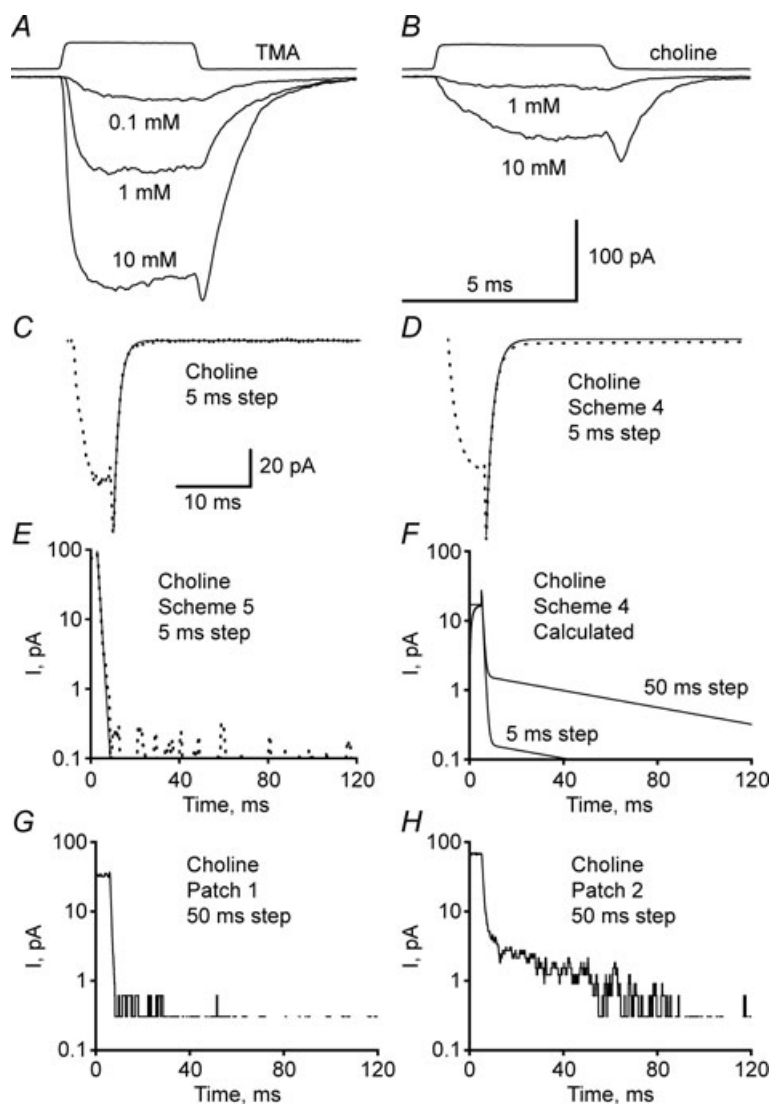 A
TMA
0.1 mM
1 mM
10 mM
B
choline
1 mM
10 mM
100 pA
5 ms
C
Choline
5 ms step
20 pA
10 ms
D
Choline
Scheme 4
5 ms step
E
I, pA
100
10
1
0.1
Choline
Scheme 5
5 ms step
0 40 80 120
Time, ms
F
I, pA
100
10
1
0.1
Choline
Scheme 4
Calculated
50 ms step
5 ms step
0 40 80 120
Time, ms
G
I, pA
100
10
1
0.1
Choline
Patch 1
50 ms step
0 40 80 120
Time, ms
H
I, pA
100
10
1
0.1
Choline
Patch 2
50 ms step
0 40 80 120
Time, ms